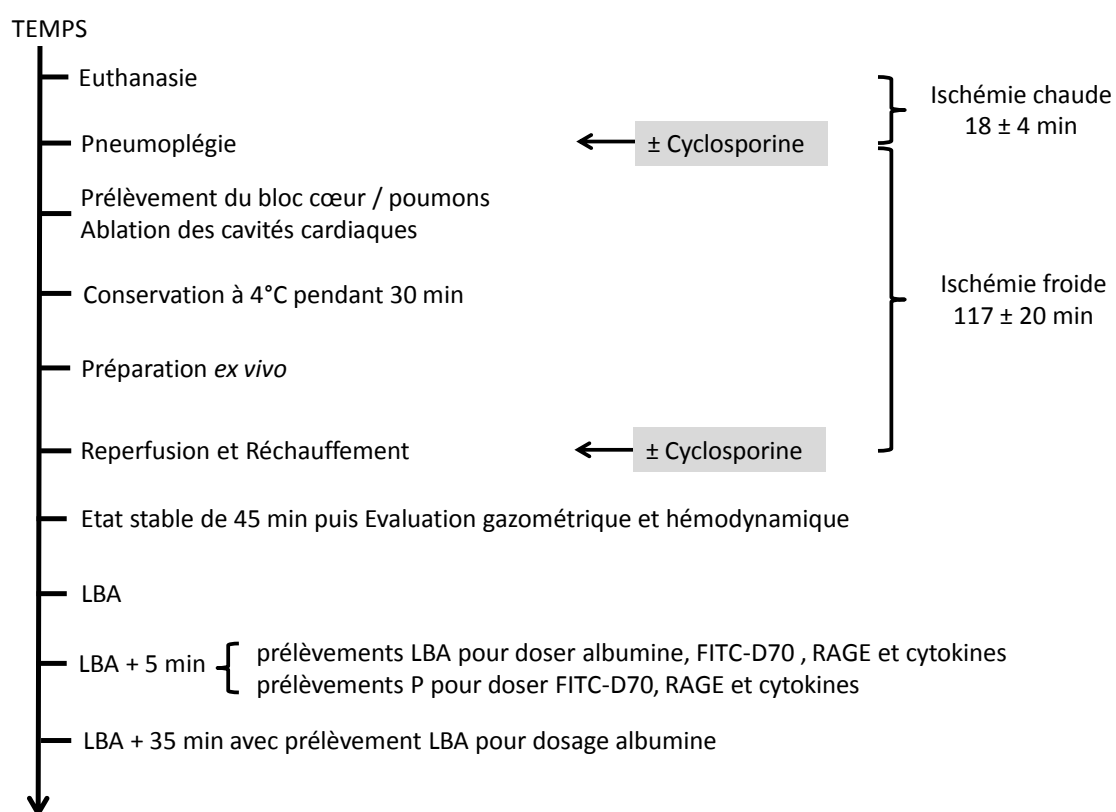 TEMPS
Euthanasie
Ischémie chaude
18 ± 4 min
Pneumoplégie
± Cyclosporine
Prélèvement du bloc cœur / poumons
Ablation des cavités cardiaques
Conservation à 4°C pendant 30 min
Ischémie froide
117 ± 20 min
Préparation ex vivo
Reperfusion et Réchauffement
± Cyclosporine
Etat stable de 45 min puis Evaluation gazométrique et hémodynamique
LBA
LBA + 5 min
prélèvements LBA pour doser albumine, FITC-D70 , RAGE et cytokines
prélèvements P pour doser FITC-D70, RAGE et cytokines
LBA + 35 min avec prélèvement LBA pour dosage albumine